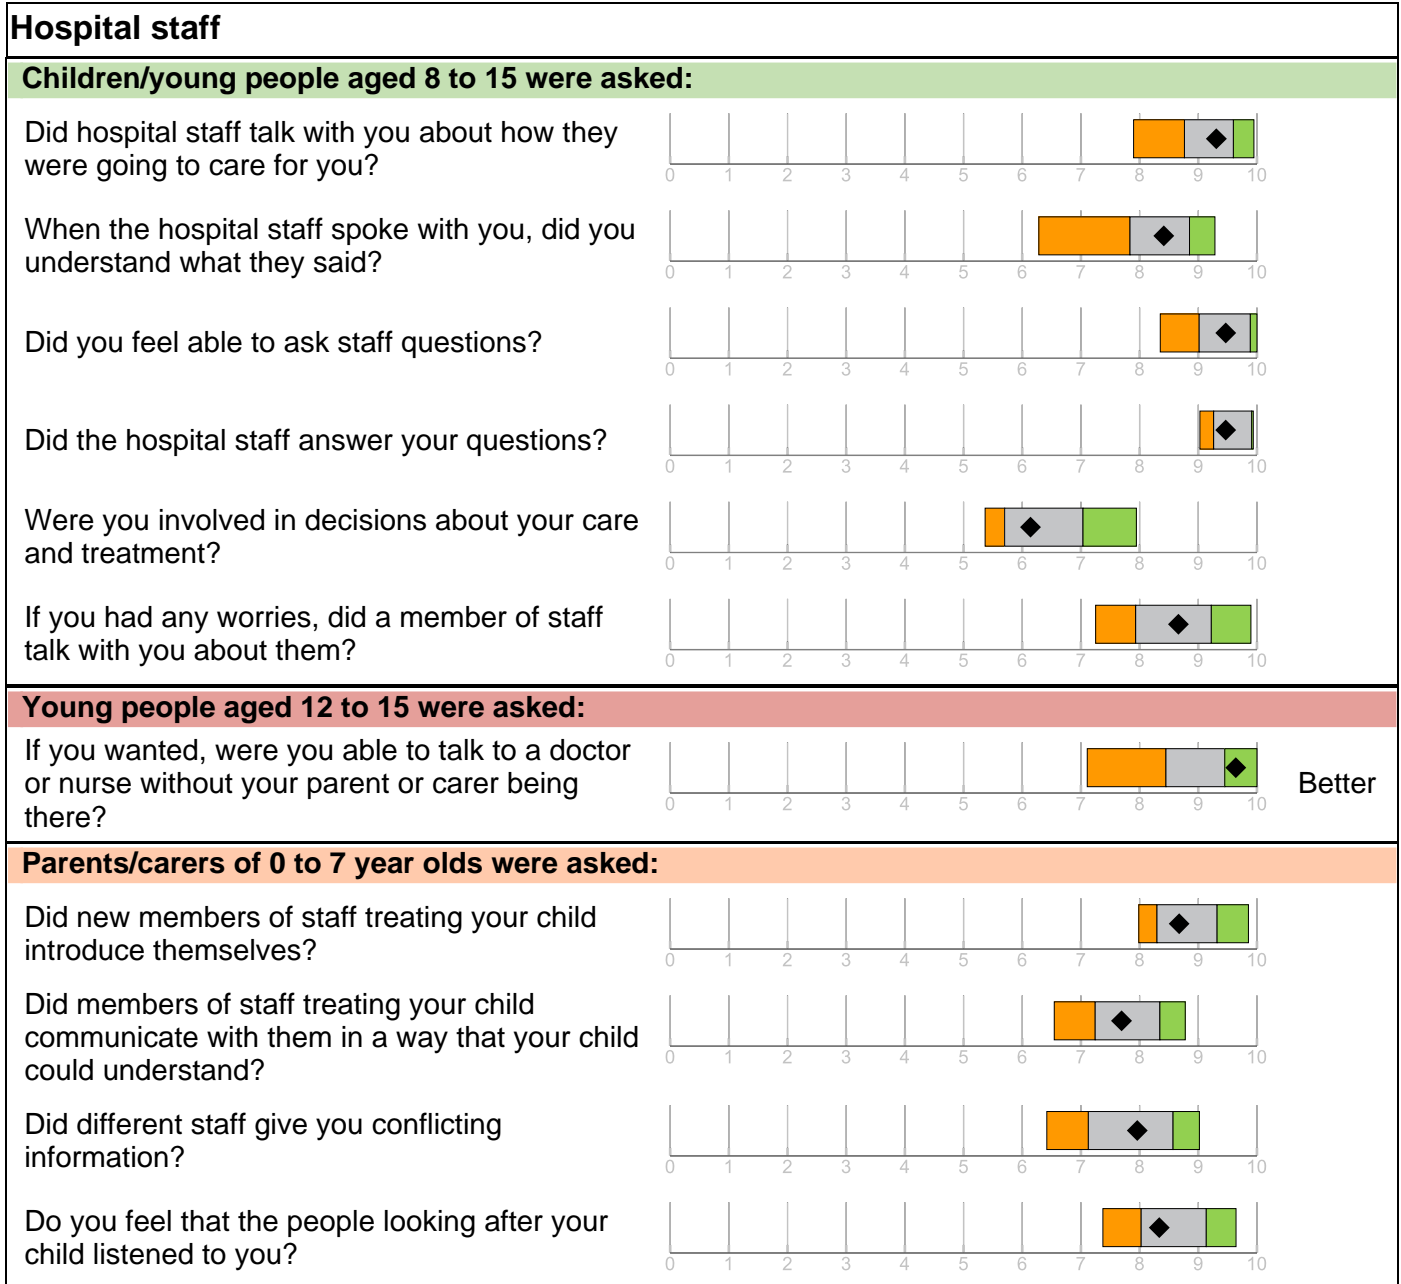 Hospital staff
Children/young people aged 8 to 15 were asked:
Did hospital staff talk with you about how they
were going to care for you?
0 1 2 3 4 5 6 7 8 9 10
When the hospital staff spoke with you, did you
understand what they said?
0 1 2 3 4 5 6 7 8 9 10
Did you feel able to ask staff questions?
0 1 2 3 4 5 6 7 8 9 10
Did the hospital staff answer your questions?
0 1 2 3 4 5 6 7 8 9 10
Were you involved in decisions about your care
and treatment?
0 1 2 3 4 5 6 7 8 9 10
If you had any worries, did a member of staff
talk with you about them?
0 1 2 3 4 5 6 7 8 9 10
Young people aged 12 to 15 were asked:
If you wanted, were you able to talk to a doctor
or nurse without your parent or carer being
there?
0 1 2 3 4 5 6 7 8 9 10
Better
Parents/carers of 0 to 7 year olds were asked:
Did new members of staff treating your child
introduce themselves?
0 1 2 3 4 5 6 7 8 9 10
Did members of staff treating your child
communicate with them in a way that your child
could understand?
0 1 2 3 4 5 6 7 8 9 10
Did different staff give you conflicting
information?
0 1 2 3 4 5 6 7 8 9 10
Do you feel that the people looking after your
child listened to you?
0 1 2 3 4 5 6 7 8 9 10